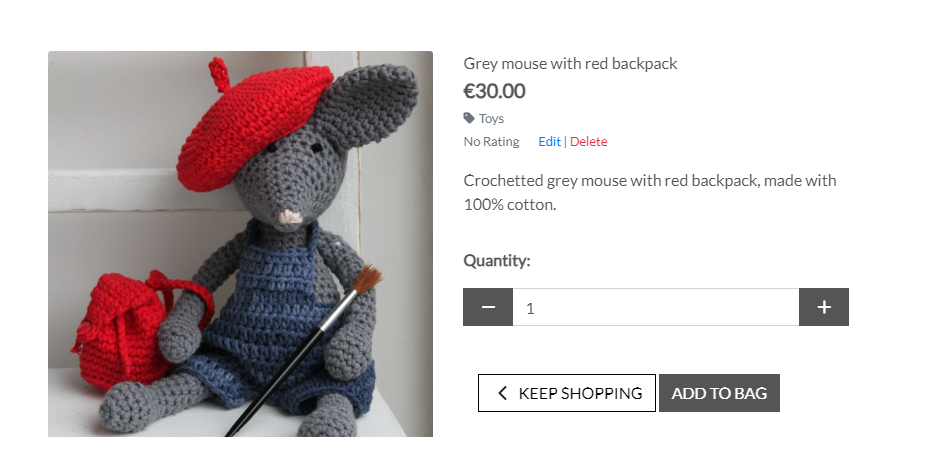 Grey mouse with red backpack
€30.00
Toys
No Rating Edit | Delete
Crochetted grey mouse with red backpack, made with
100% cotton.
Quantity:
− 1 +
KEEP SHOPPING ADD TO BAG